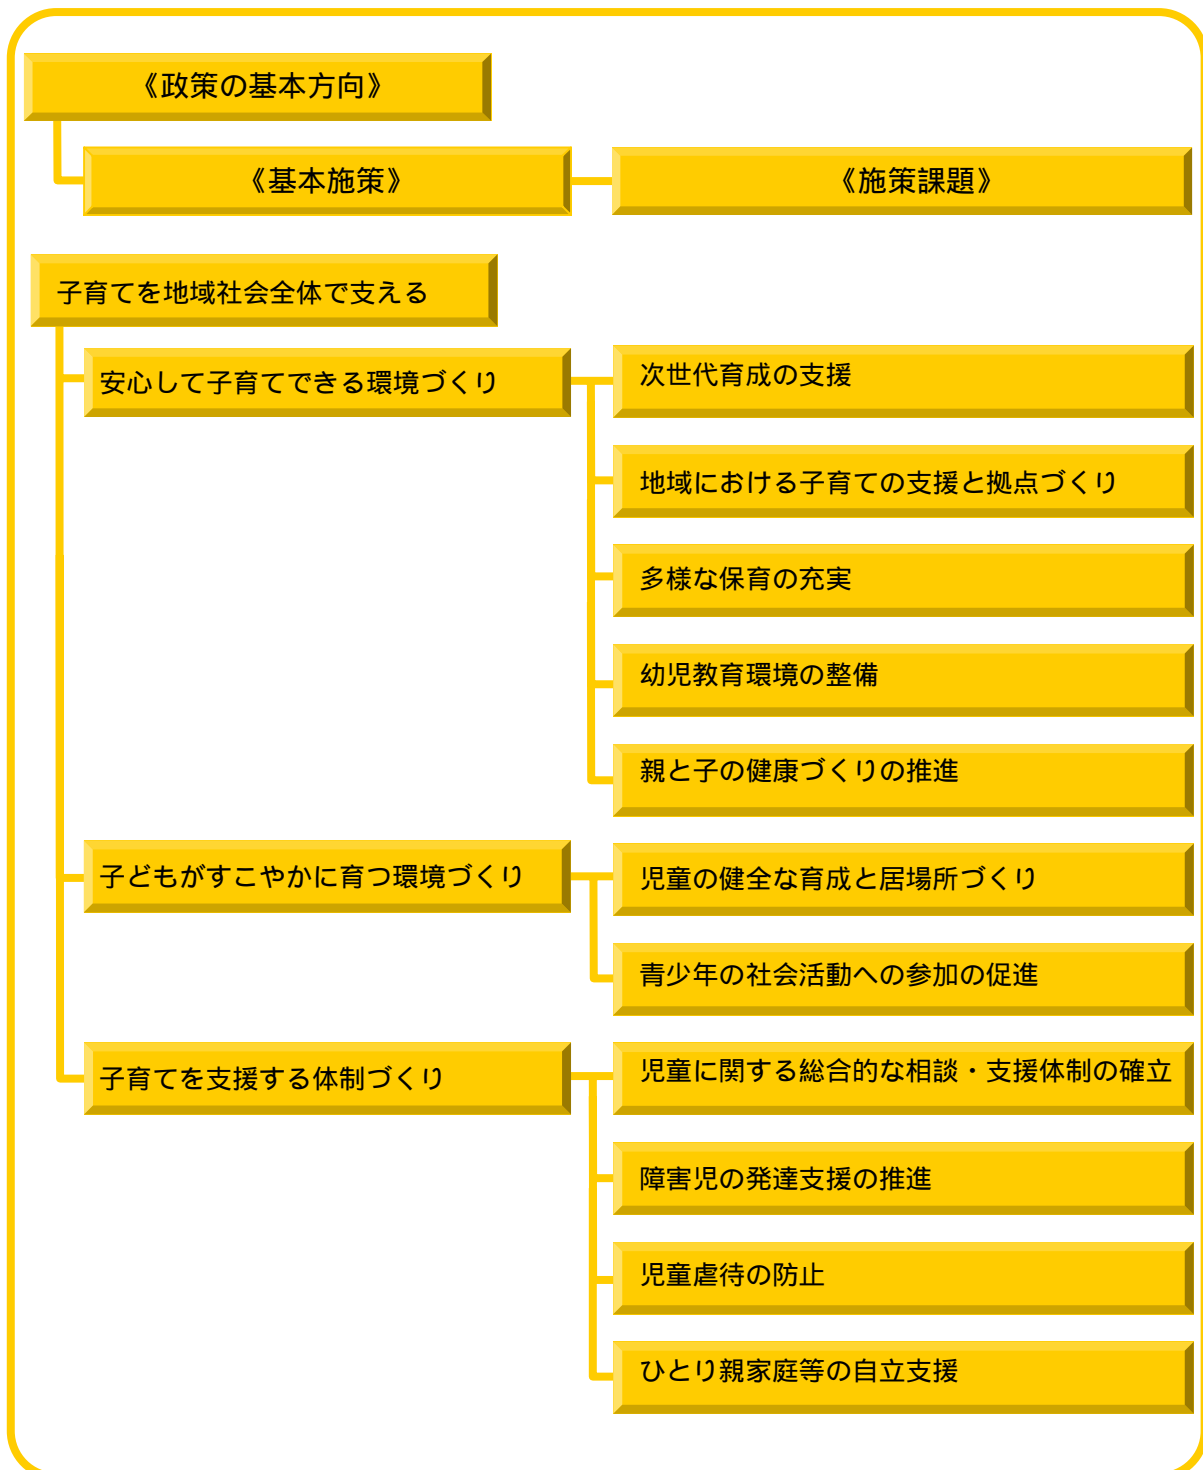 《政策の基本方向》
《基本施策》
《施策課題》
子育てを地域社会全体で支える
安心して子育てできる環境づくり
次世代育成の支援
地域における子育ての支援と拠点づくり
多様な保育の充実
幼児教育環境の整備
親と子の健康づくりの推進
子どもがすこやかに育つ環境づくり
児童の健全な育成と居場所づくり
青少年の社会活動への参加の促進
子育てを支援する体制づくり
児童に関する総合的な相談・支援体制の確立
障害児の発達支援の推進
児童虐待の防止
ひとり親家庭等の自立支援